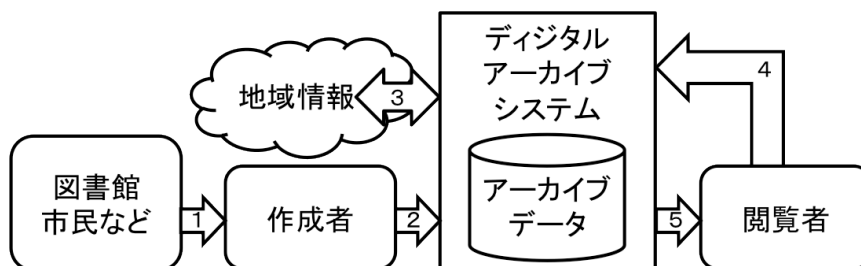 ディジタル
アーカイブ
システム
地域情報
3
4
図書館
市民など
1
作成者
2
アーカイブ
データ
5
閲覧者